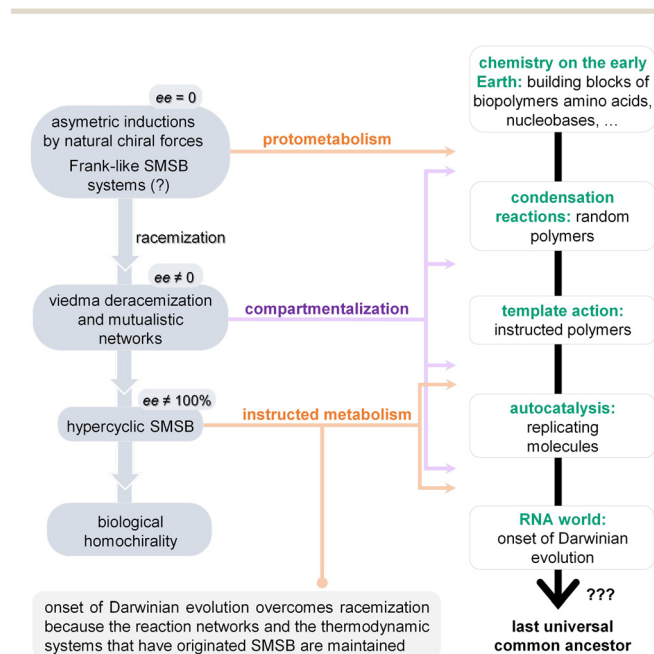 ee = 0
asymetric inductions
by natural chiral forces
Frank-like SMSB
systems (?)
racemization
ee ≠ 0
viedma deracemization
and mutualistic
networks
ee ≠ 100%
hypercyclic SMSB
biological
homochirality
protometabolism
compartmentalization
instructed metabolism
onset of Darwinian evolution overcomes racemization
because the reaction networks and the thermodynamic
systems that have originated SMSB are maintained
chemistry on the early
Earth: building blocks of
biopolymers amino acids,
nucleobases, ...
condensation
reactions: random
polymers
template action:
instructed polymers
autocatalysis:
replicating
molecules
RNA world:
onset of Darwinian
evolution
???
last universal
common ancestor